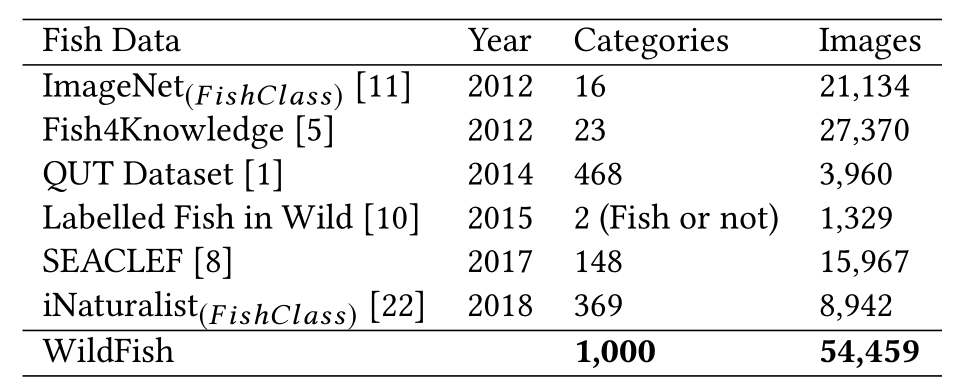 Fish Data Year Categories Images
ImageNet(FishClass) [11] 2012 16 21,134
Fish4Knowledge [5] 2012 23 27,370
QUT Dataset [1] 2014 468 3,960
Labelled Fish in Wild [10] 2015 2 (Fish or not) 1,329
SEACLEF [8] 2017 148 15,967
iNaturalist(FishClass) [22] 2018 369 8,942
WildFish 1,000 54,459